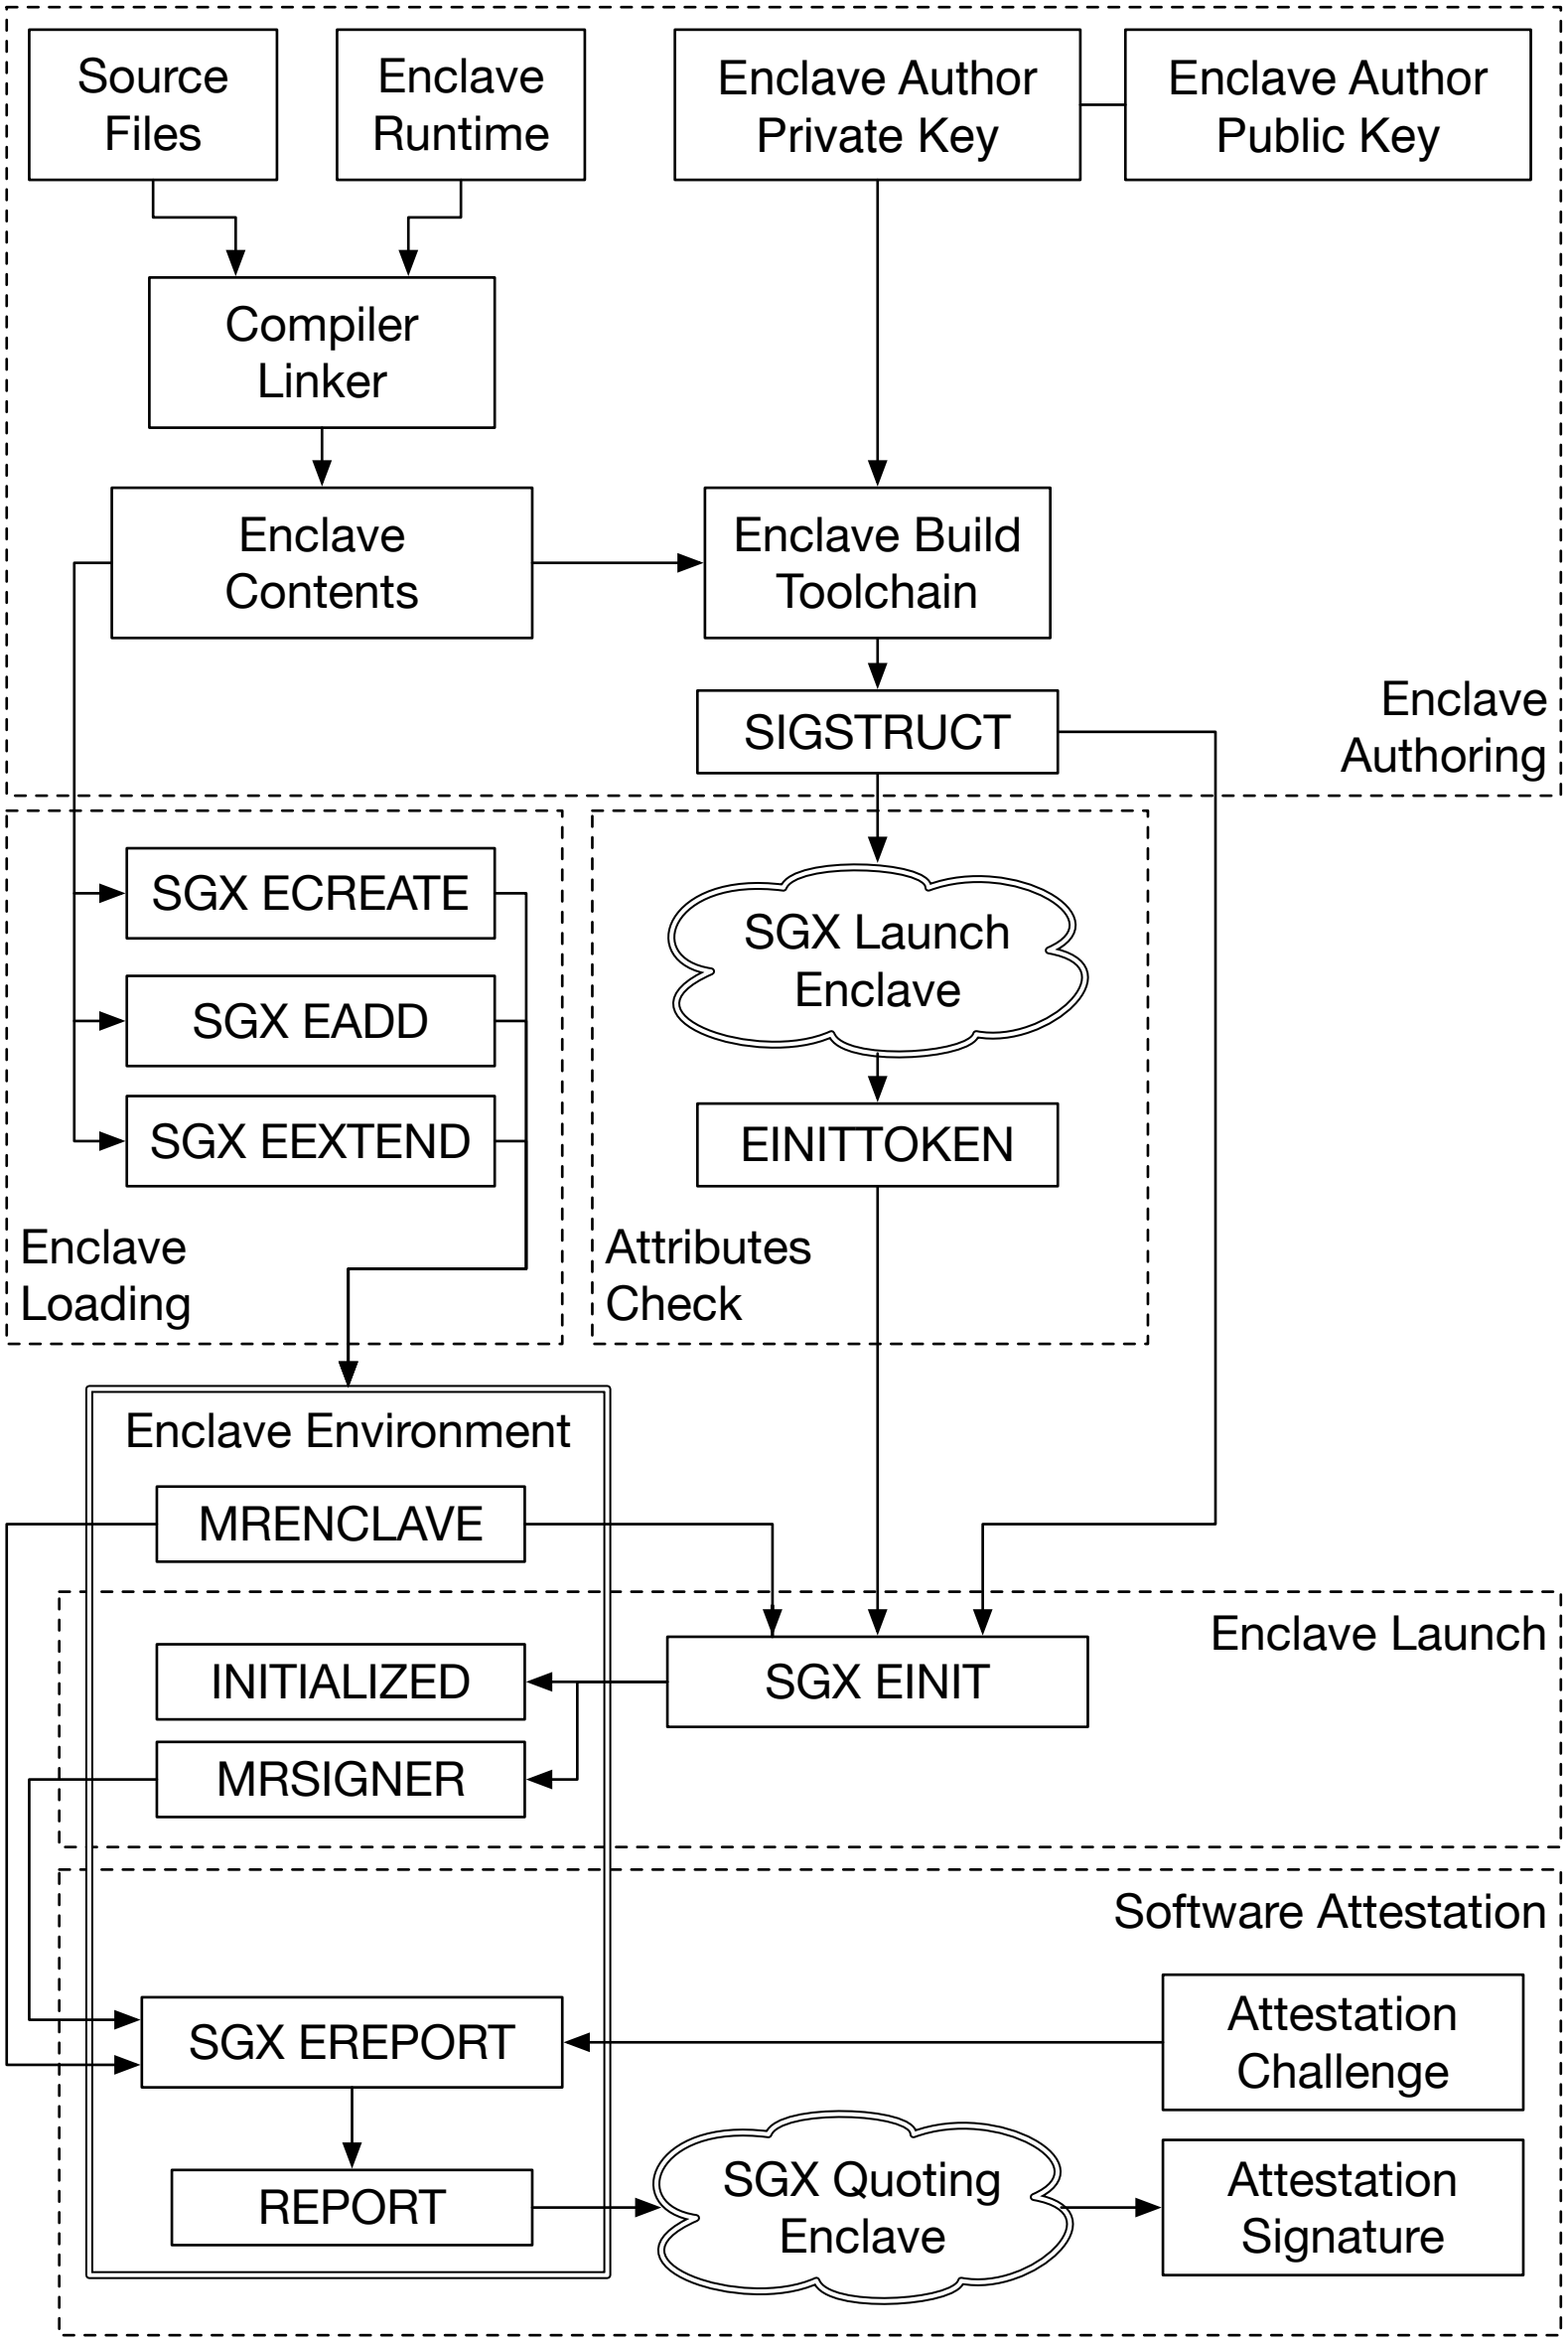 Source
Files
Enclave
Runtime
Enclave Author
Private Key
Enclave Author
Public Key
Compiler
Linker
Enclave
Contents
Enclave Build
Toolchain
SIGSTRUCT
Enclave
Authoring
SGX ECREATE
SGX EADD
SGX EEXTEND
Enclave
Loading
SGX Launch
Enclave
EINITTOKEN
Attributes
Check
Enclave Environment
MRENCLAVE
Enclave Launch
INITIALIZED
SGX EINIT
MRSIGNER
Software Attestation
SGX EREPORT
Attestation
Challenge
REPORT
SGX Quoting
Enclave
Attestation
Signature